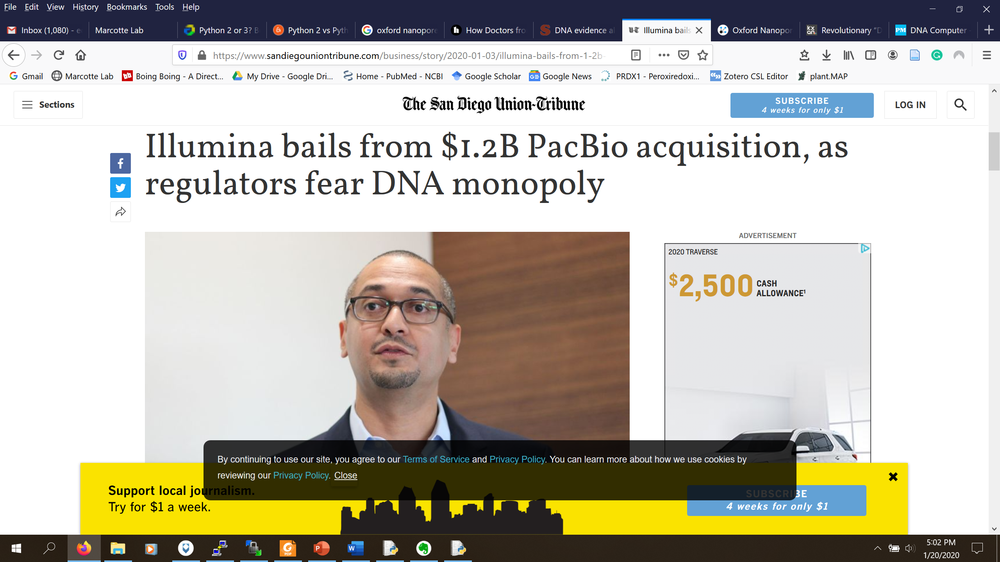 File Edit View History Bookmarks Tools Help
Inbox (1,080) - e Marcotte Lab Python 2 or 3? B Python 2 vs Pyth oxford nanopore How Doctors fro DNA evidence al Illumina bails Oxford Nanopor Revolutionary “D DNA Computer -
https://www.sandiegouniontribune.com/business/story/2020-01-03/illumina-bails-from-1-2b-
Gmail Marcotte Lab Boing Boing - A Direct... My Drive - Google Dri... Home - PubMed - NCBI Google Scholar Google News PRDX1 - Peroxiredoxi... Zotero CSL Editor plant.MAP
Sections
The San Diego Union-Tribune
SUBSCRIBE
4 weeks for only $1
LOG IN
Illumina bails from $1.2B PacBio acquisition, as
regulators fear DNA monopoly
ADVERTISEMENT
2020 TRAVERSE
$2,500 CASH
ALLOWANCE¹
By continuing to use our site, you agree to our Terms of Service and Privacy Policy. You can learn more about how we use cookies by
reviewing our Privacy Policy. Close
Support local journalism.
Try for $1 a week.
SUBSCRIBE
4 weeks for only $1
5:02 PM
1/20/2020